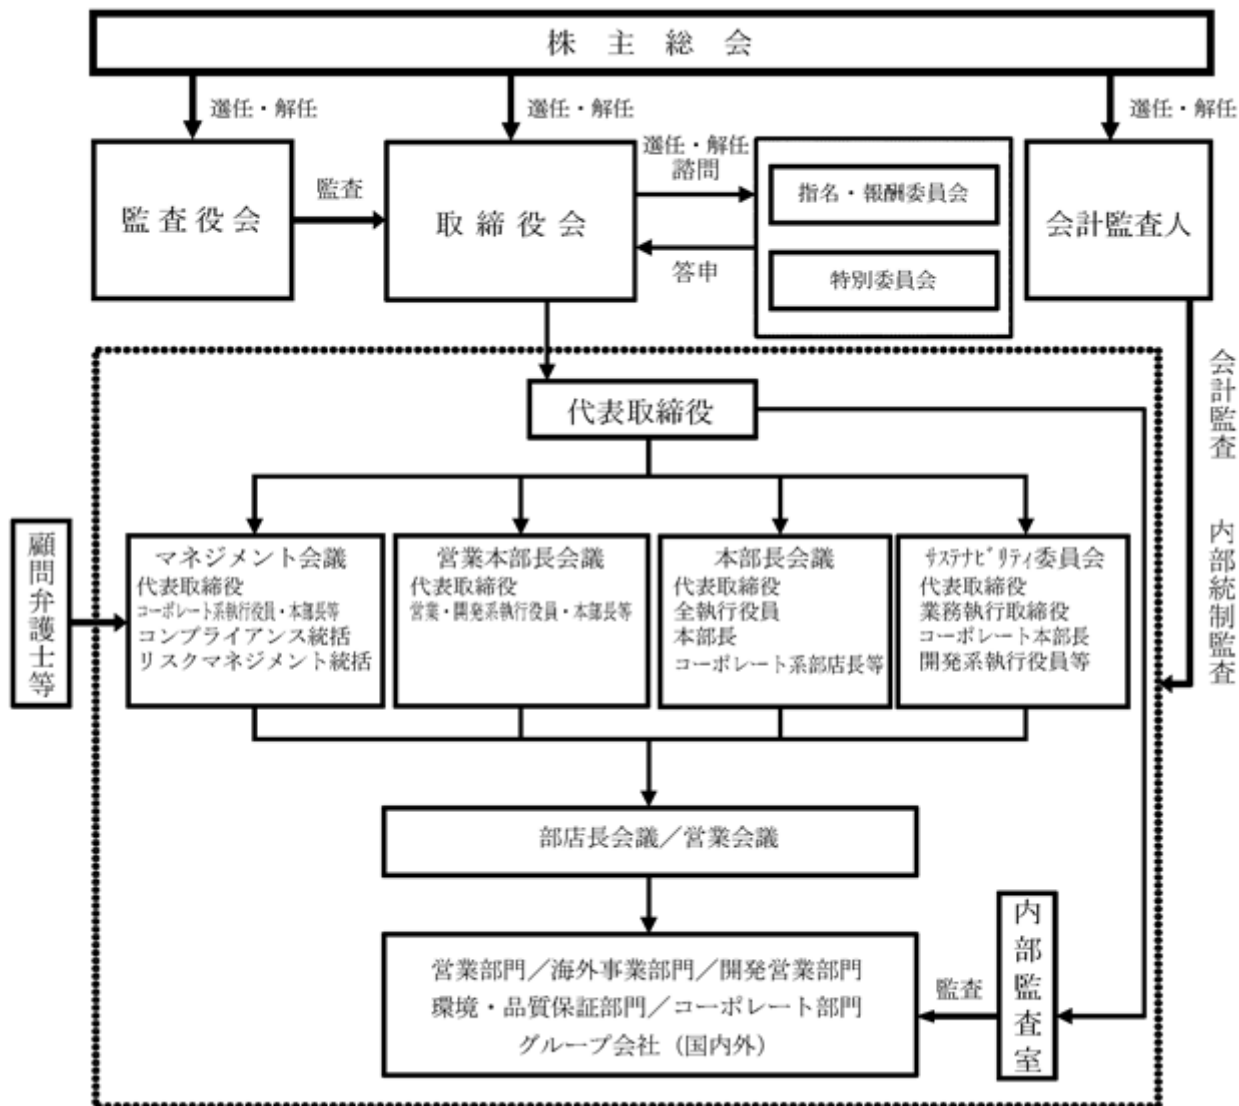 株主総会
選任・解任
選任・解任
選任・解任
監査役会
監査
取締役会
選任・解任
諮問
答申
指名・報酬委員会
特別委員会
会計監査人
会計監査
内部統制監査
代表取締役
顧問弁護士等
マネジメント会議
代表取締役
コーポレート系執行役員・本部長等
コンプライアンス統括
リスクマネジメント統括
営業本部長会議
代表取締役
営業・開発系執行役員・本部長等
本部長会議
代表取締役
全執行役員
本部長
コーポレート系部店長等
サステナビリティ委員会
代表取締役
業務執行取締役
コーポレート本部長
開発系執行役員等
部店長会議／営業会議
営業部門／海外事業部門／開発営業部門
環境・品質保証部門／コーポレート部門
グループ会社（国内外）
監査
内部監査室